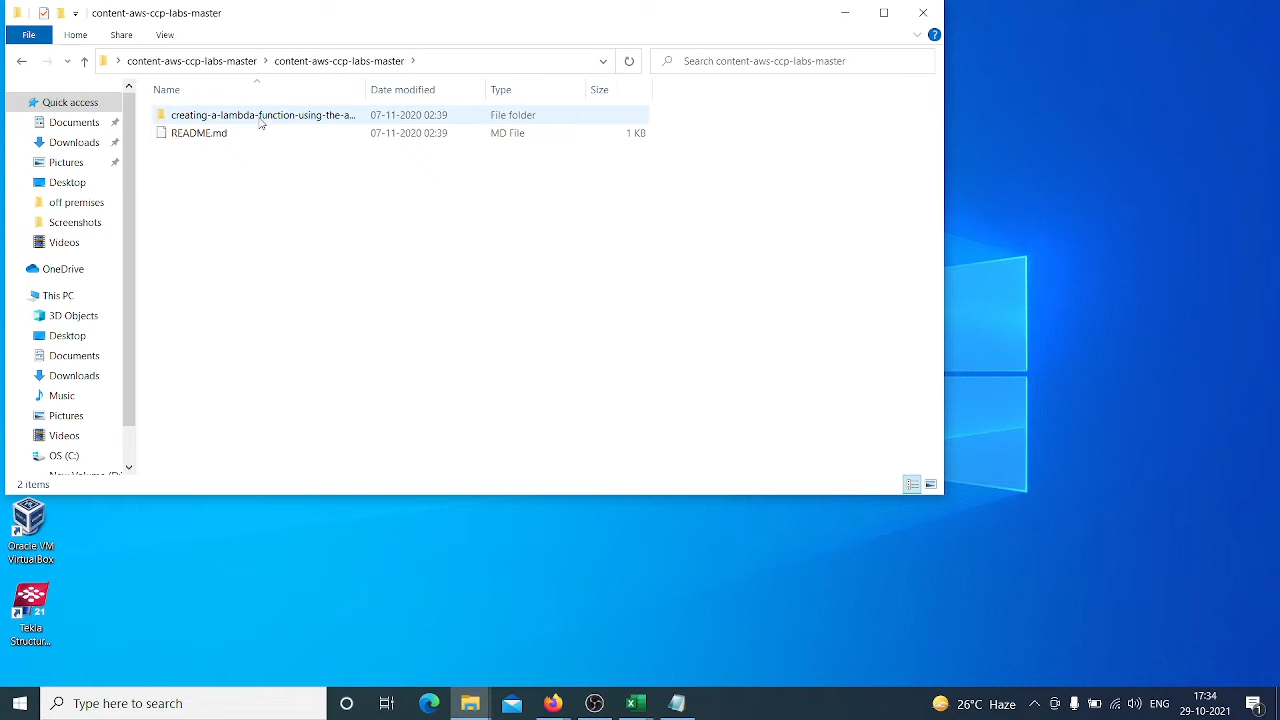 content-aws-ccp-labs-master
File Home Share View
content-aws-ccp-labs-master content-aws-ccp-labs-master
Search content-aws-ccp-labs-master
Name Date modified Type Size
creating-a-lambda-function-using-the-a... 07-11-2020 02:39 File folder
README.md 07-11-2020 02:39 MD File 1 KB
Quick access
Documents
Downloads
Pictures
Desktop
off premises
Screenshots
Videos
OneDrive
This PC
3D Objects
Desktop
Documents
Downloads
Music
Pictures
Videos
OS (C:)
2 items
Oracle VM
VirtualBox
21
Tekla
Structur...
Type here to search
26°C Haze
ENG
17:34
29-10-2021
1